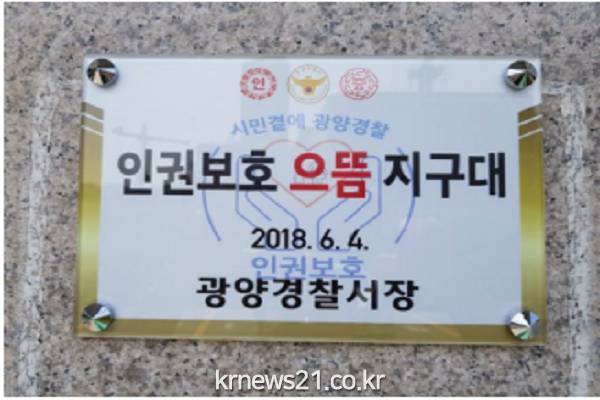 인
시민곁에 광양경찰
인권보호 으뜸 지구대
2018. 6. 4.
인권보호
광양경찰서장
krnews21.co.kr